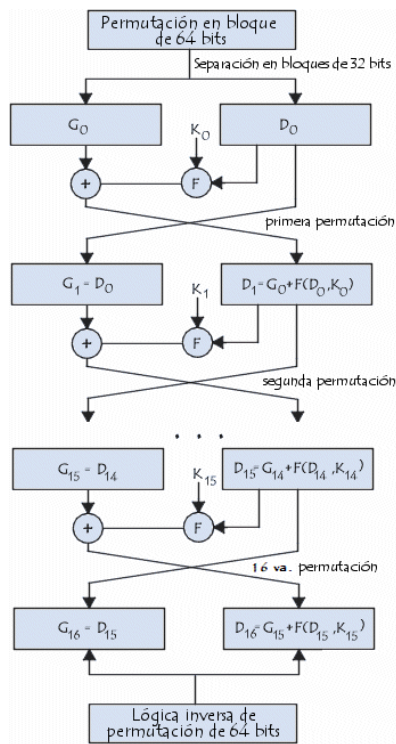 Permutación en bloque
de 64 bits
Separación en bloques de 32 bits
G0
K0
D0
+
F
primera permutación
G1 = D0
K1
D1=G0+F(D0,K0)
+
F
segunda permutación
. . .
G15 = D14
K15
D15=G14+F(D14,K14)
+
F
16 va. permutación
G16 = D15
D16=G15+F(D15,K15)
Lógica inversa de
permutación de 64 bits